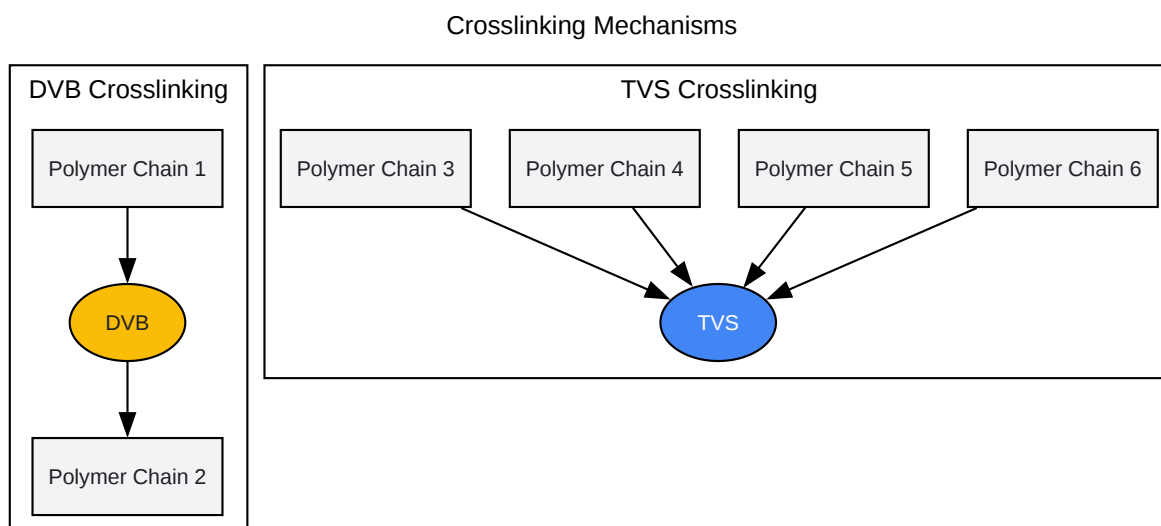 Crosslinking Mechanisms
DVB Crosslinking
Polymer Chain 1
DVB
Polymer Chain 2
TVS Crosslinking
Polymer Chain 3
Polymer Chain 4
Polymer Chain 5
Polymer Chain 6
TVS